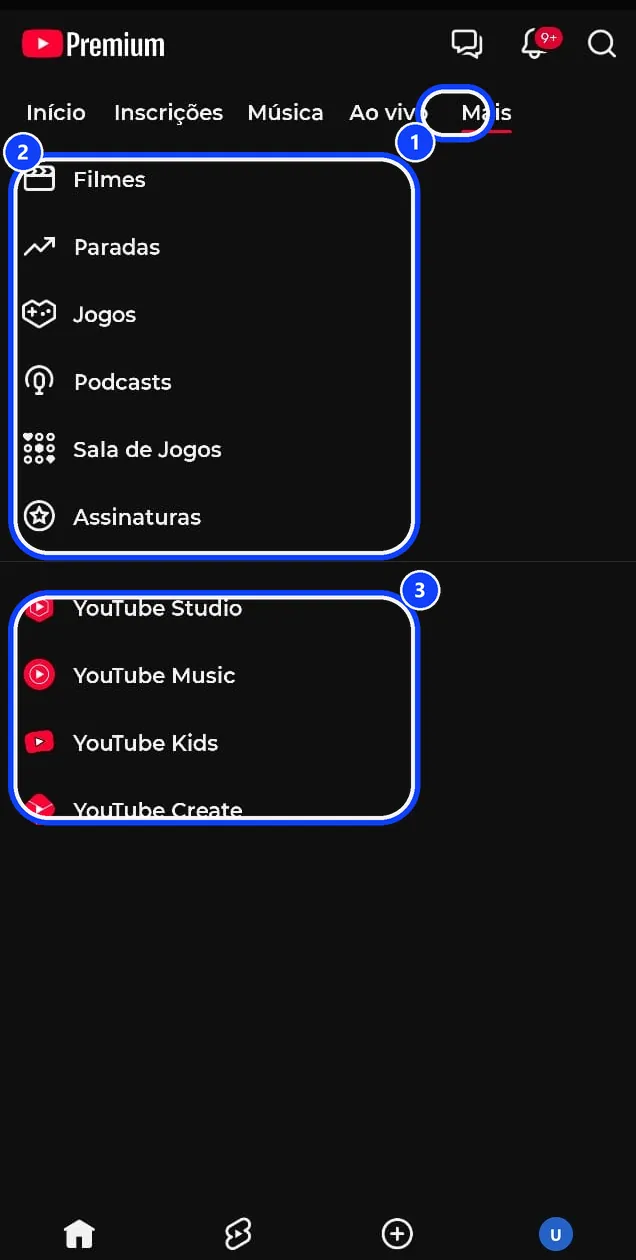 Premium
9+
Início Inscrições Música Ao vivo Mais
1
2
Filmes
Paradas
Jogos
Podcasts
Sala de Jogos
Assinaturas
3
YouTube Studio
YouTube Music
YouTube Kids
YouTube Create
U